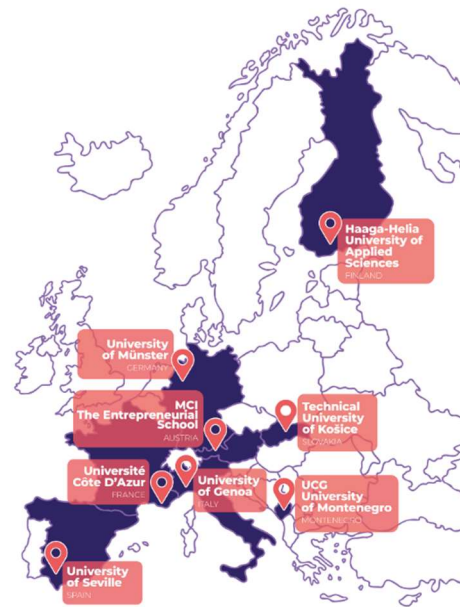 Haaga-Helia
University of
Applied
Sciences
FINLAND
University
of Münster
GERMANY
MCI
The Entrepreneurial
School
AUSTRIA
Technical
University
of Košice
SLOVAKIA
Université
Côte D'Azur
FRANCE
University
of Genoa
ITALY
UCG
University
of Montenegro
MONTENEGRO
University
of Seville
SPAIN